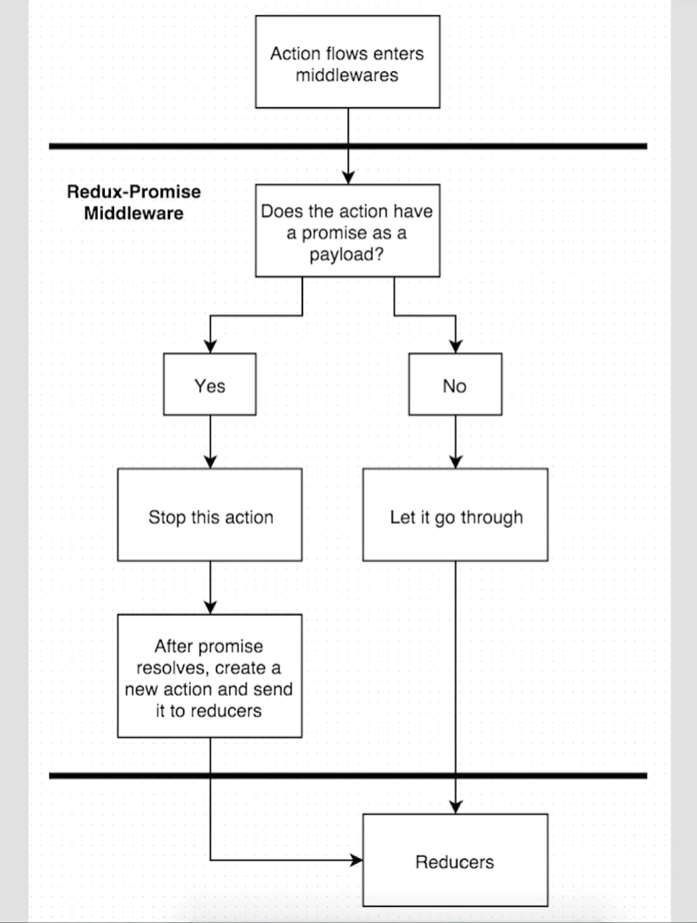 Action flows enters
middlewares
Redux-Promise
Middleware
Does the action have
a promise as a
payload?
Yes
No
Stop this action
Let it go through
After promise
resolves, create a
new action and send
it to reducers
Reducers